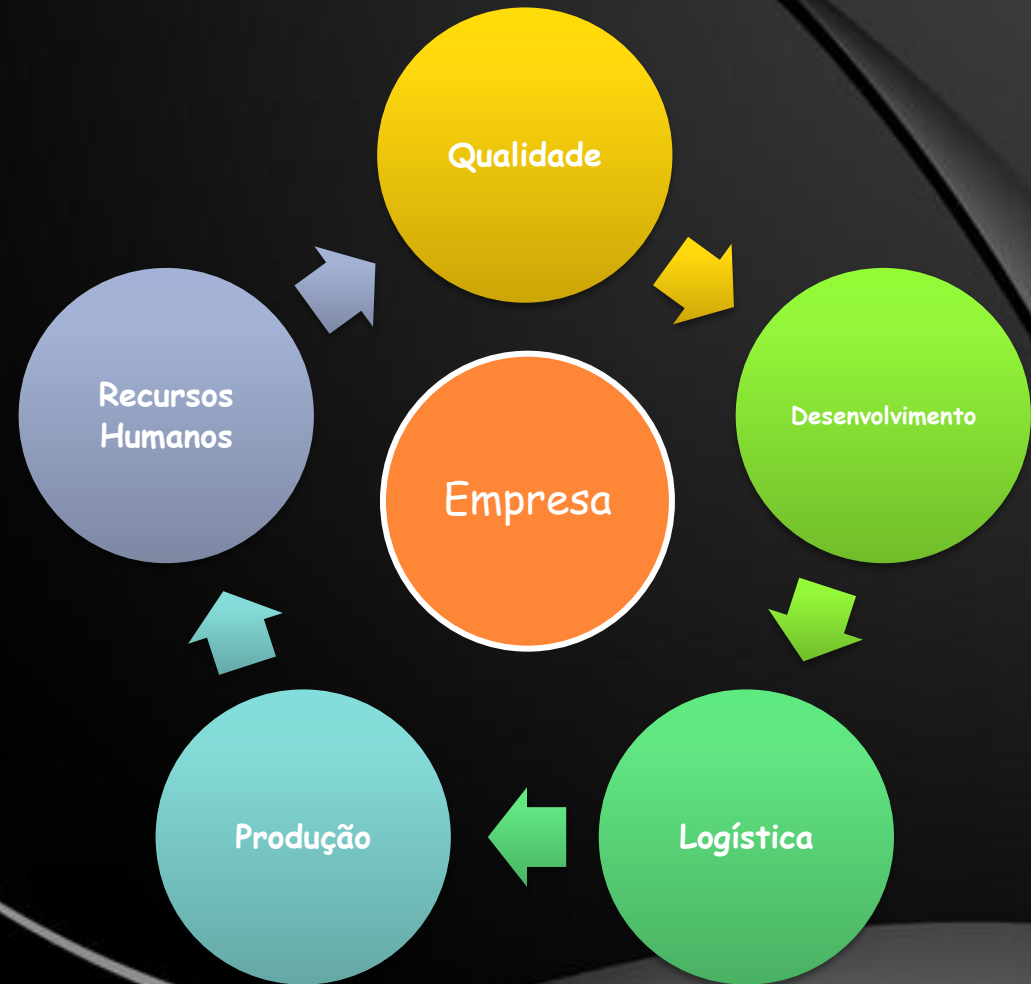 Qualidade
Desenvolvimento
Logística
Produção
Recursos
Humanos
Empresa